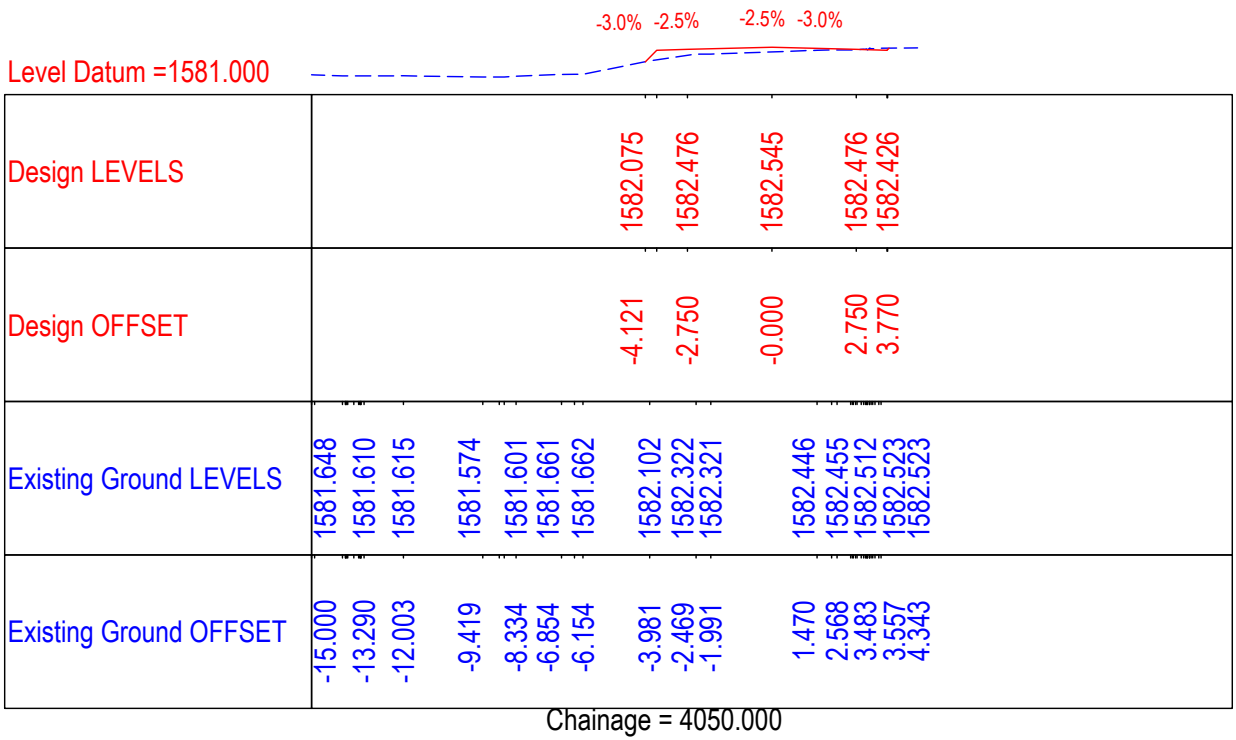 -3.0% -2.5% -2.5% -3.0%
Level Datum =1581.000
Design LEVELS 1582.075 1582.476 1582.545 1582.476 1582.426
Design OFFSET -4.121 -2.750 -0.000 2.750 3.770
Existing Ground LEVELS 1581.648 1581.610 1581.615 1581.574 1581.601 1581.661 1581.662 1582.102 1582.322 1582.321 1582.446 1582.455 1582.512 1582.523 1582.523
Existing Ground OFFSET -15.000 -13.290 -12.003 -9.419 -8.334 -6.854 -6.154 -3.981 -2.469 -1.991 1.470 2.568 3.483 3.557 4.343
Chainage = 4050.000